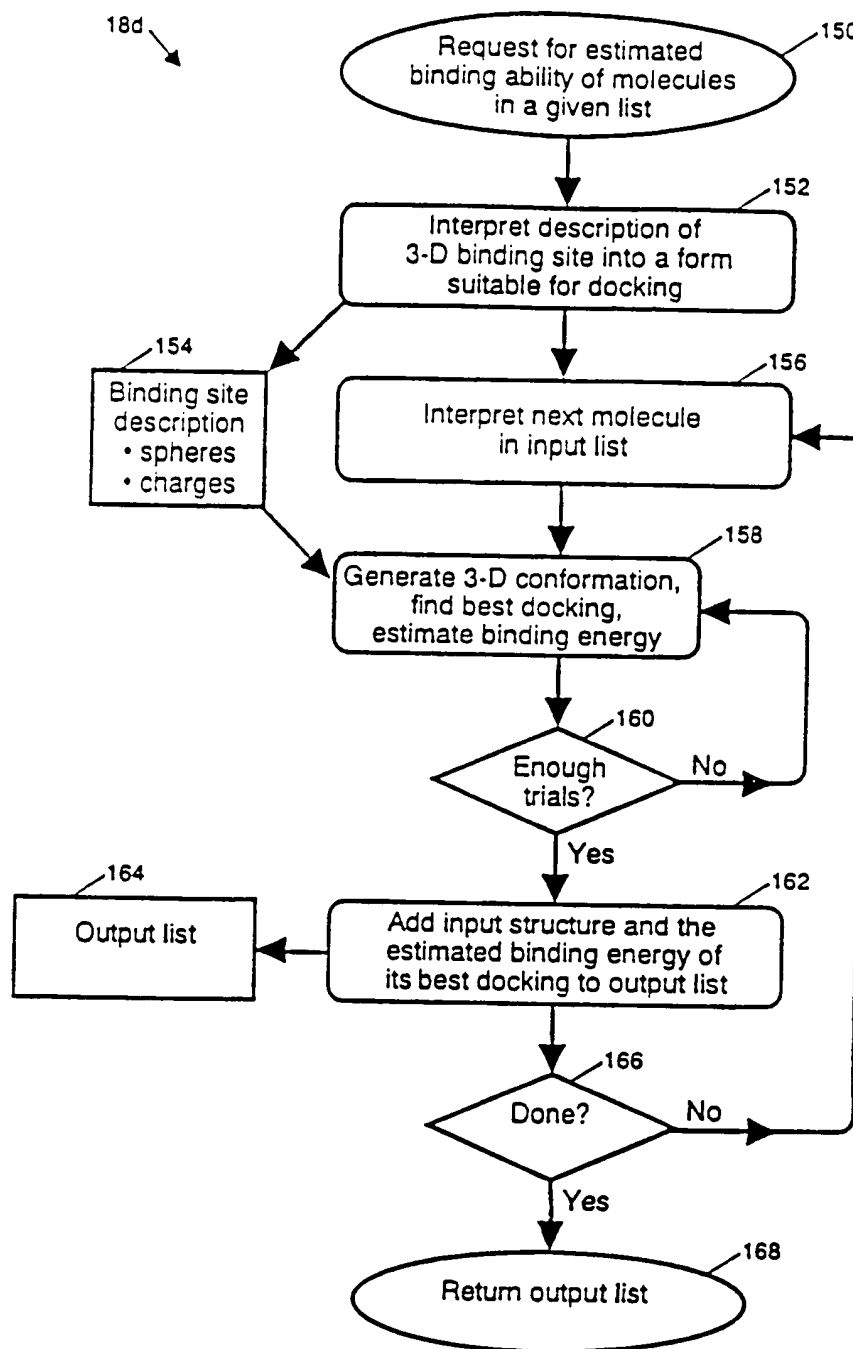 18d
150
Request for estimated
binding ability of molecules
in a given list
152
Interpret description of
3-D binding site into a form
suitable for docking
154
Binding site
description
• spheres
• charges
156
Interpret next molecule
in input list
158
Generate 3-D conformation,
find best docking,
estimate binding energy
160
Enough
trials?
No
Yes
162
Add input structure and the
estimated binding energy of
its best docking to output list
164
Output list
166
Done?
No
Yes
168
Return output list